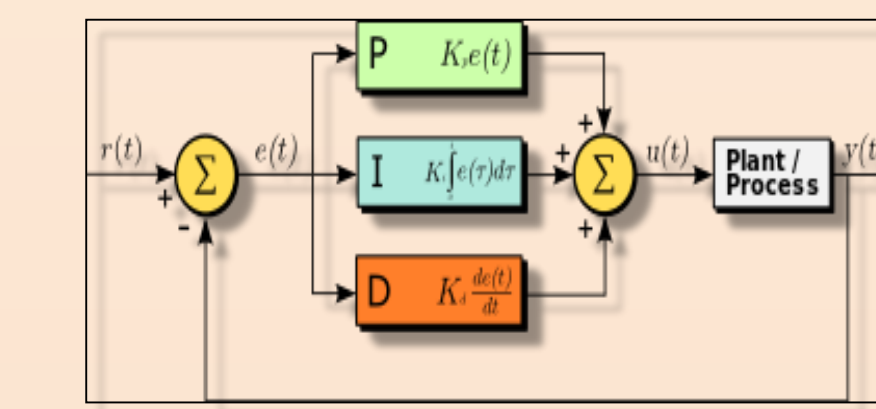 P K_p e(t)
r(t) + - Σ e(t)
I K_i ∫ e(τ)dτ
D K_d de(t)/dt
+ + + Σ u(t)
Plant / Process
y(t